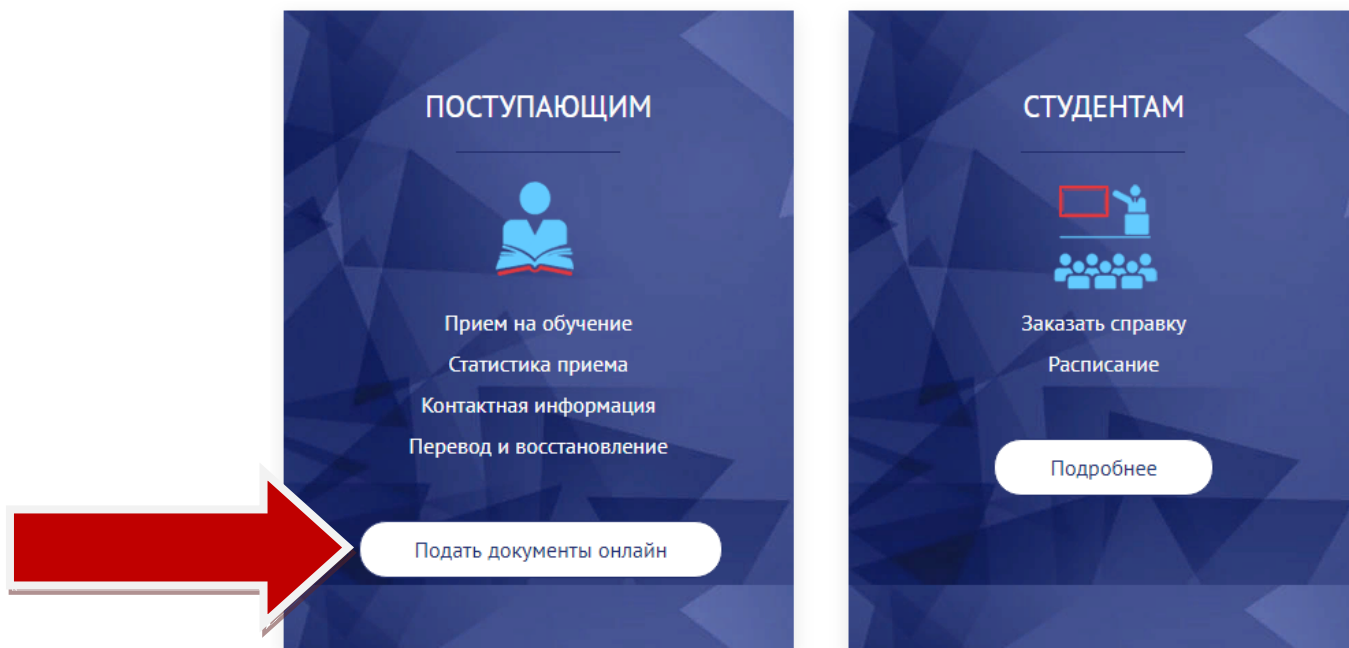 ПОСТУПАЮЩИМ
Прием на обучение
Статистика приема
Контактная информация
Перевод и восстановление
Подать документы онлайн
СТУДЕНТАМ
Заказать справку
Расписание
Подробнее